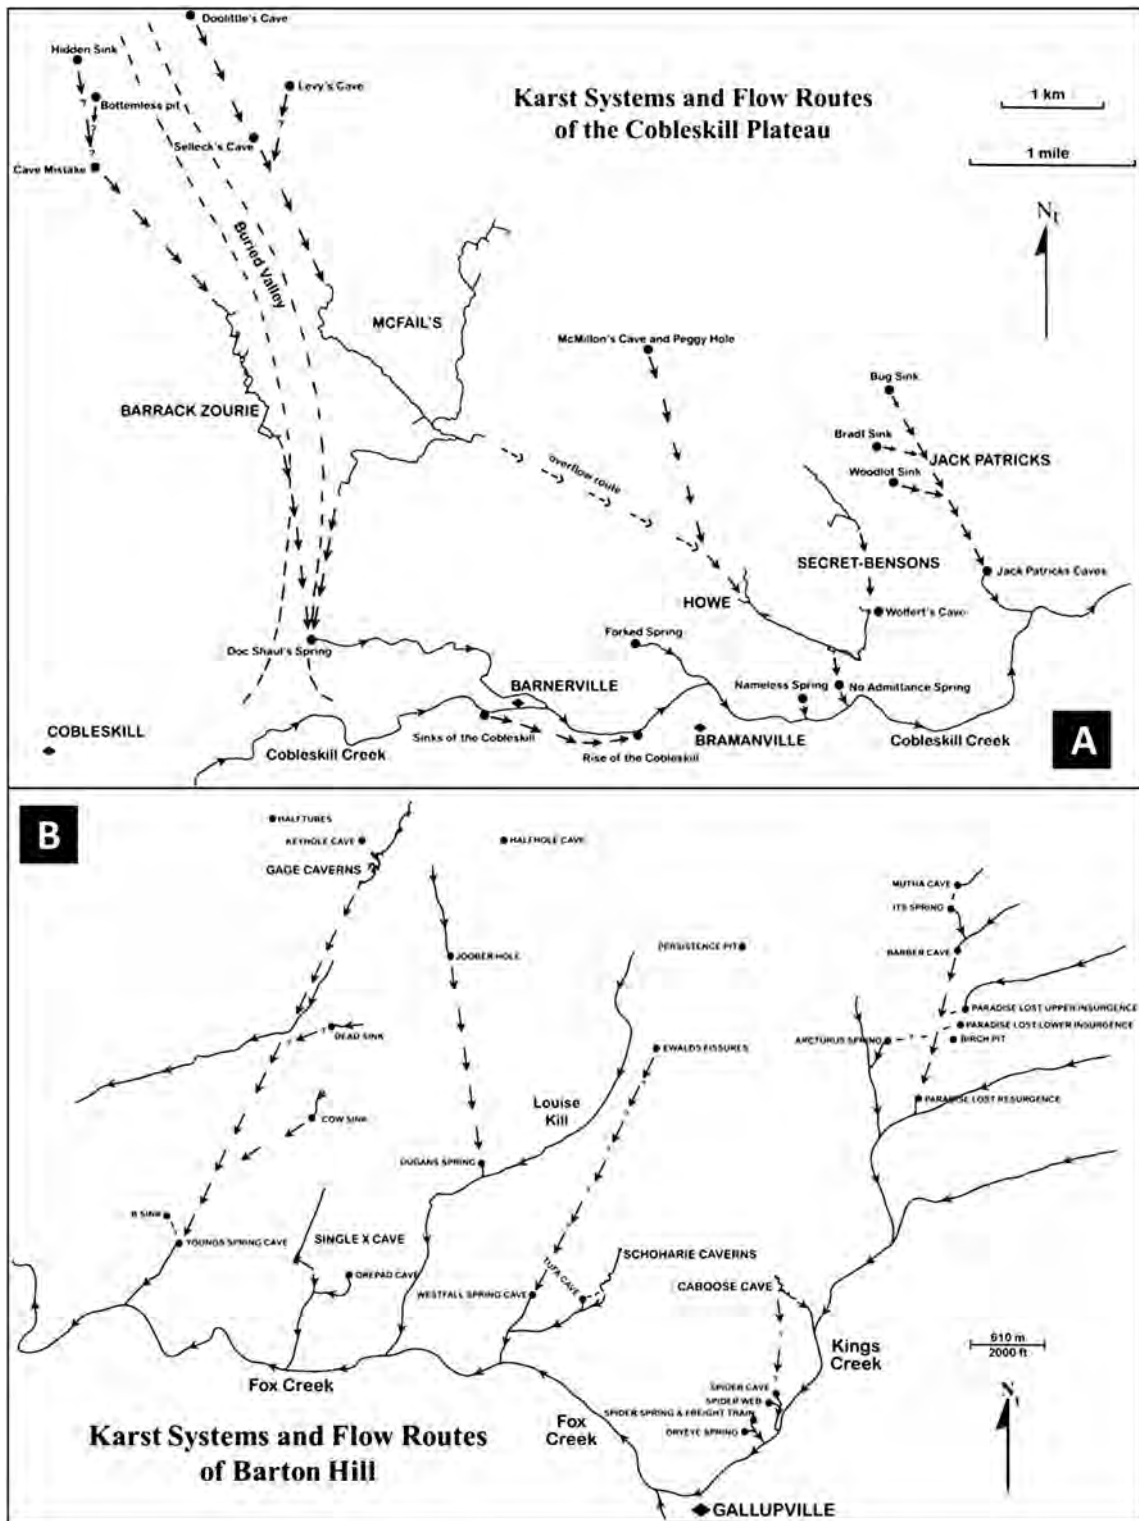 Doolittle's Cave
Hidden Sink
Levy's Cave
Bottemless pit
Karst Systems and Flow Routes
of the Cobleskill Plateau
1 km
1 mile
Selleck's Cave
Cave Mistake
Buried Valley
MCFAIL'S
McMillon's Cave and Peggy Hole
Bug Sink
BARRACK ZOURIE
Bradt Sink
JACK PATRICKS
Woodlot Sink
overflow route
SECRET-BENSONS
Jack Patricks Caves
HOWE
Wolfert's Cave
Forked Spring
Doc Shaul's Spring
BARNERVILLE
Nameless Spring
No Admittance Spring
COBLESKILL
Sinks of the Cobleskill
BRAMANVILLE
Cobleskill Creek
Cobleskill Creek
Rise of the Cobleskill
A
B
HALFTUBES
KEYHOLE CAVE
HALFHOLE CAVE
GAGE CAVERNS
MUTHA CAVE
ITS SPRING
JOOBER HOLE
PERSISTENCE PIT
BARBER CAVE
PARADISE LOST UPPER INSURGENCE
PARADISE LOST LOWER INSURGENCE
DEAD SINK
ARCTURUS SPRING
BIRCH PIT
EWALDS FISSURES
PARADISE LOST RESURGENCE
Louise
Kill
COW SINK
DUGANS SPRING
B SINK
YOUNGS SPRING CAVE
SINGLE X CAVE
SCHOHARIE CAVERNS
TUFA CAVE
OREPAD CAVE
WESTFALL SPRING CAVE
CABOOSE CAVE
Kings
Creek
610 m
2000 ft
Fox Creek
SPIDER CAVE
SPIDER WEB
SPIDER SPRING & FREIGHT TRAIN
DRYEYE SPRING
Fox
Creek
Karst Systems and Flow Routes
of Barton Hill
GALLUPVILLE